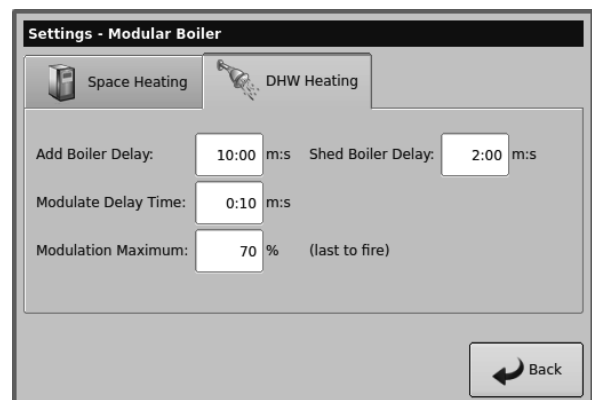 Settings - Modular Boiler
Space Heating
DHW Heating
Add Boiler Delay: 10:00 m:s Shed Boiler Delay: 2:00 m:s
Modulate Delay Time: 0:10 m:s
Modulation Maximum: 70 % (last to fire)
Back